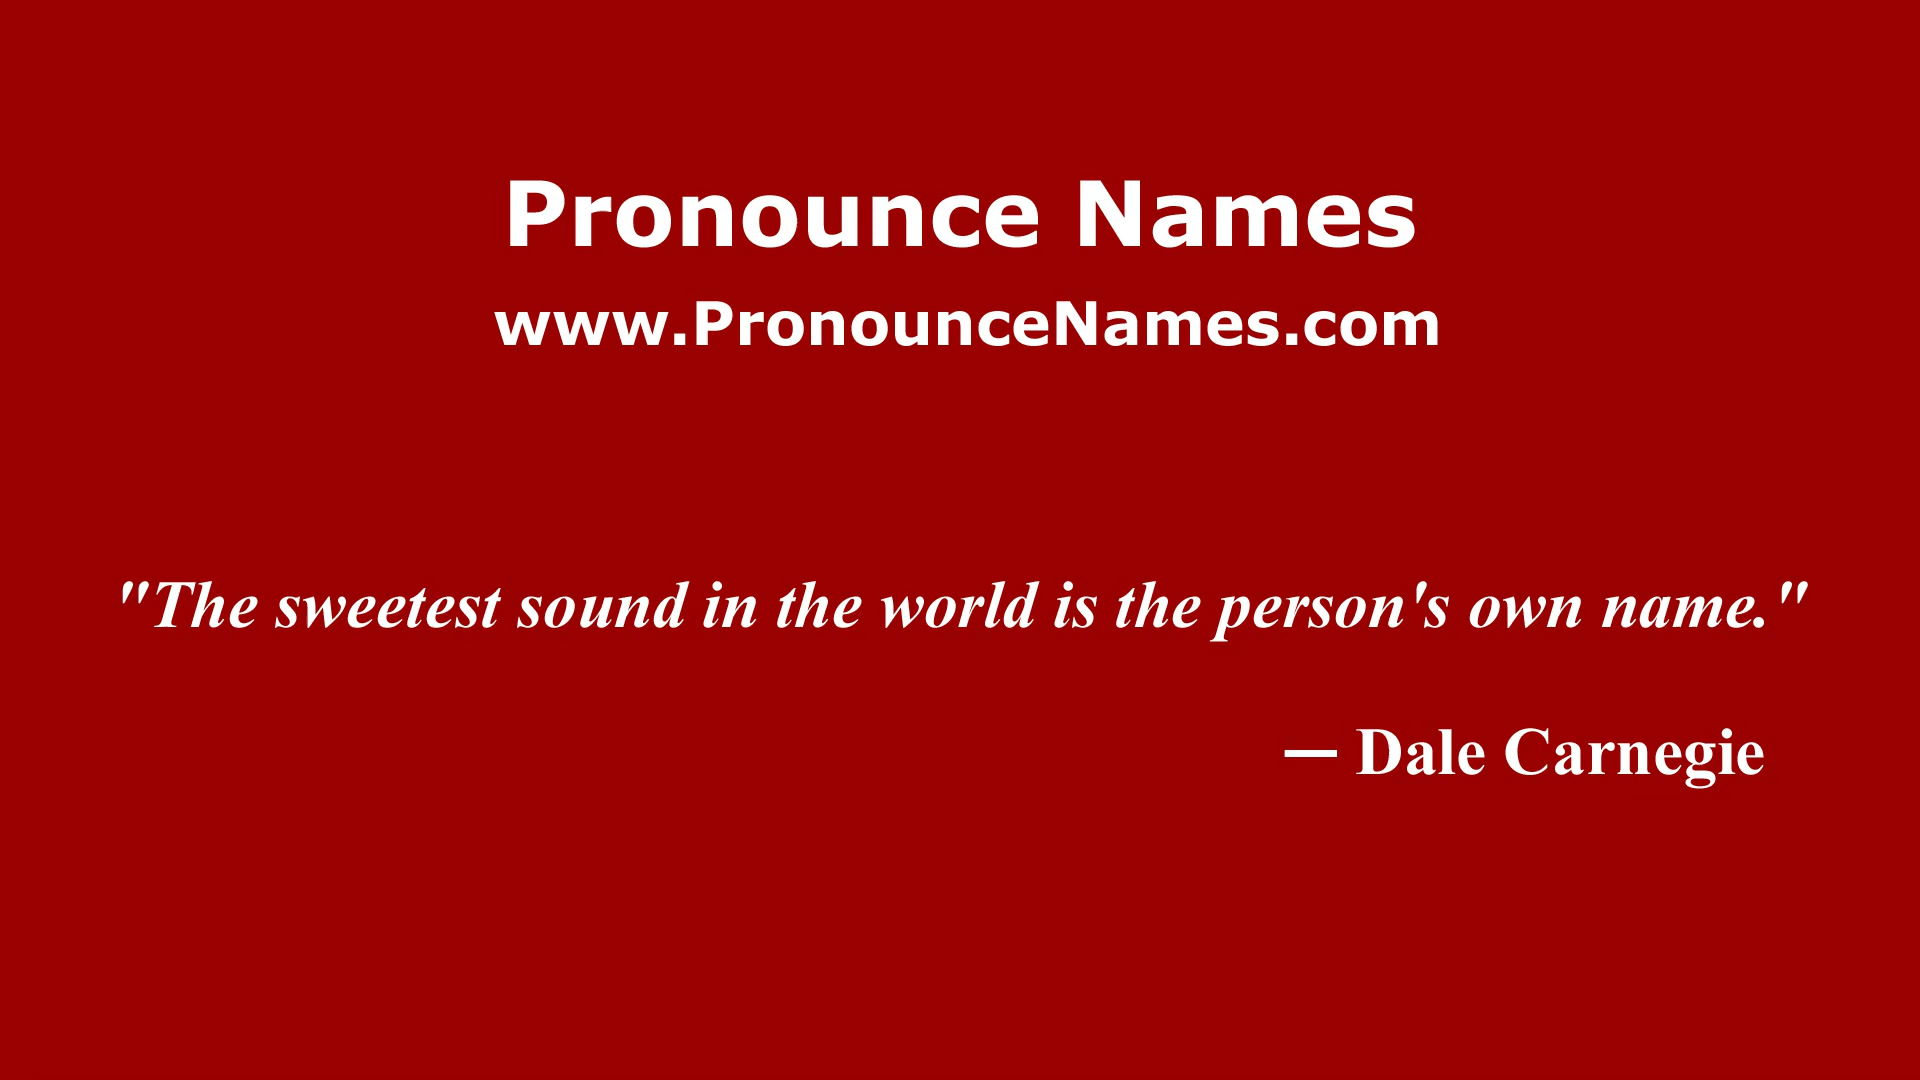 Pronounce Names
www.PronounceNames.com
"The sweetest sound in the world is the person's own name."
— Dale Carnegie